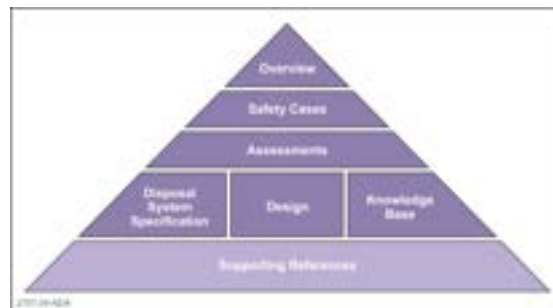 Overview
Safety Cases
Assessments
Disposal
System
Specification
Design
Knowledge
Base
Supporting References